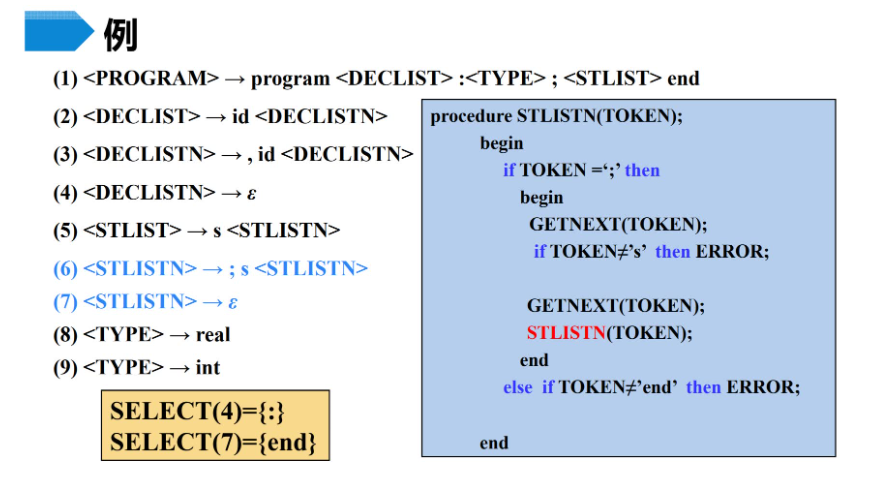 例
(1) <PROGRAM> → program <DECLIST> :<TYPE> ; <STLIST> end
(2) <DECLIST> → id <DECLISTN>
(3) <DECLISTN> → , id <DECLISTN>
(4) <DECLISTN> → ε
(5) <STLIST> → s <STLISTN>
(6) <STLISTN> → ; s <STLISTN>
(7) <STLISTN> → ε
(8) <TYPE> → real
(9) <TYPE> → int
SELECT(4)={:}
SELECT(7)={end}
procedure STLISTN(TOKEN);
begin
if TOKEN =‘;’ then
begin
GETNEXT(TOKEN);
if TOKEN≠’s’ then ERROR;
GETNEXT(TOKEN);
STLISTN(TOKEN);
end
else if TOKEN≠’end’ then ERROR;
end